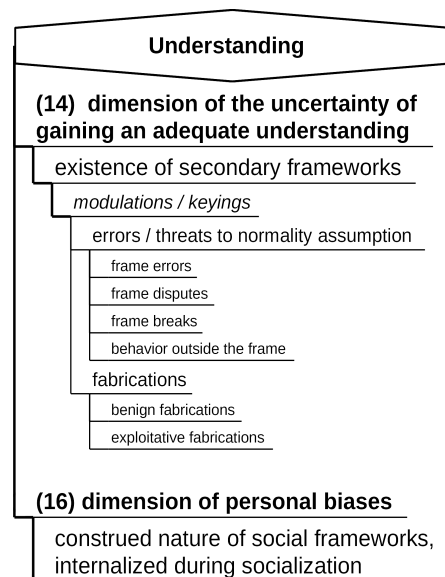 Understanding
(14) dimension of the uncertainty of
gaining an adequate understanding
existence of secondary frameworks
modulations / keyings
errors / threats to normality assumption
frame errors
frame disputes
frame breaks
behavior outside the frame
fabrications
benign fabrications
exploitative fabrications
(16) dimension of personal biases
construed nature of social frameworks,
internalized during socialization